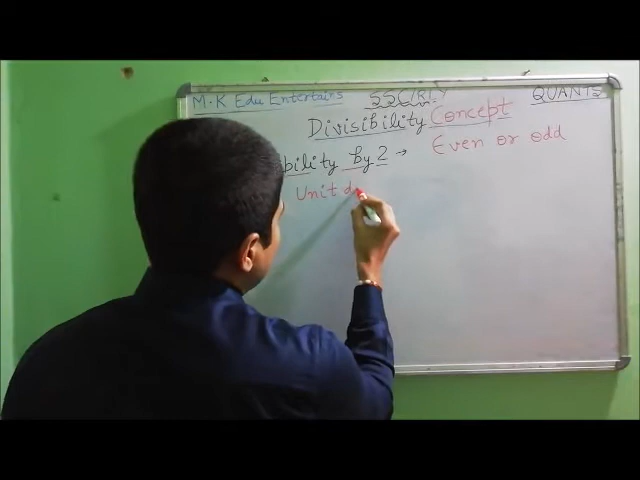 M.K Edu Entertains SSC/RLY QUANTS
Divisibility Concept
bility by 2 → Even or odd
Unit d